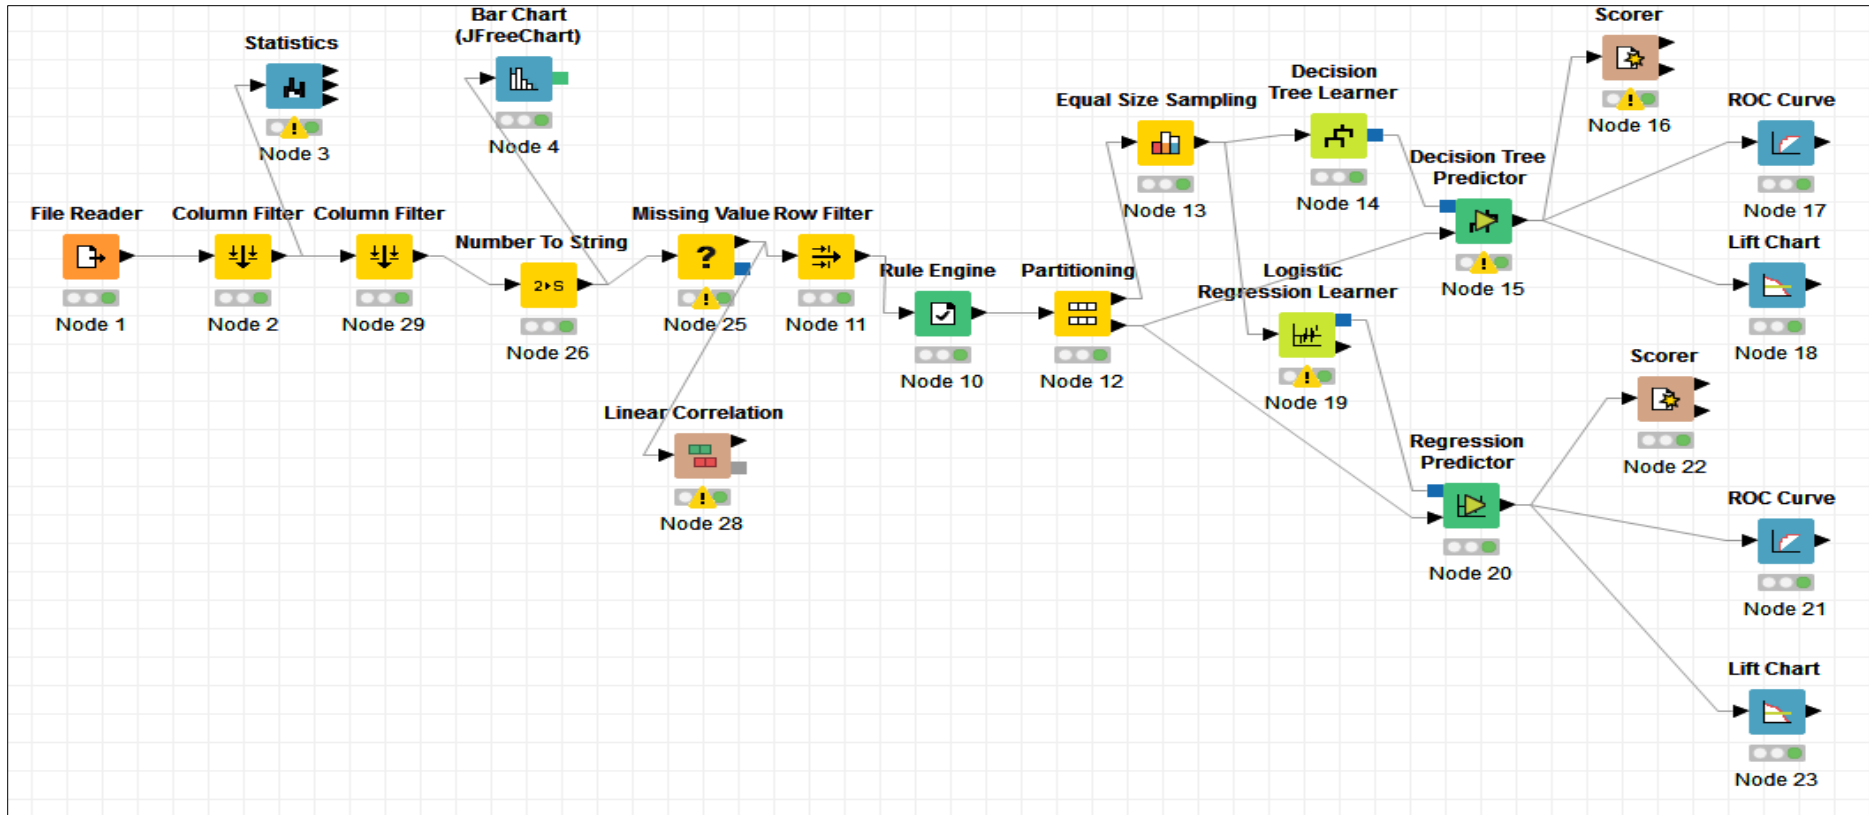 Bar Chart
(JFreeChart)
Node 4
Statistics
Node 3
Scorer
Node 16
Decision
Tree Learner
Node 14
Equal Size Sampling
Node 13
ROC Curve
Node 17
Decision Tree
Predictor
Node 15
File Reader
Node 1
Column Filter
Node 2
Column Filter
Node 29
Number To String
2▸S
Node 26
Missing Value
?
Node 25
Row Filter
Node 11
Rule Engine
Node 10
Partitioning
Node 12
Logistic
Regression Learner
Node 19
Lift Chart
Node 18
Linear Correlation
Node 28
Scorer
Node 22
Regression
Predictor
Node 20
ROC Curve
Node 21
Lift Chart
Node 23